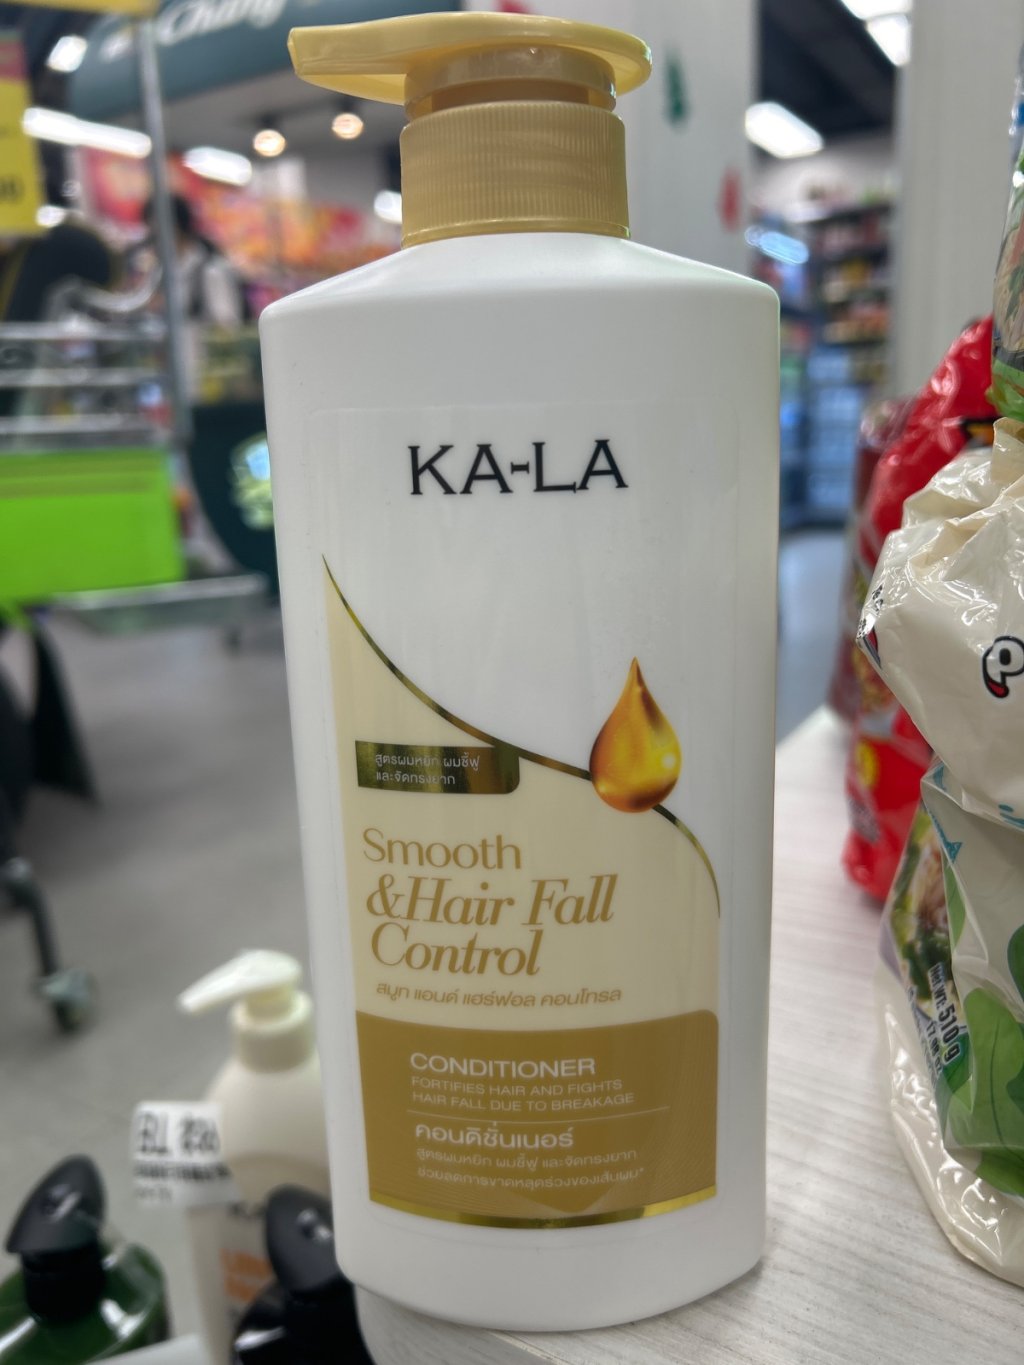 Chang
KA-LA
สูตรผมหยิก ผมชี้ฟู
และจัดทรงยาก
Smooth
&Hair Fall
Control
สมูท แอนด์ แฮร์ฟอล คอนโทรล
CONDITIONER
FORTIFIES HAIR AND FIGHTS
HAIR FALL DUE TO BREAKAGE
คอนดิชั่นเนอร์
สูตรผมหยิก ผมชี้ฟู และจัดทรงยาก
ช่วยลดการขาดหลุดร่วงของเส้นผม*
510 g